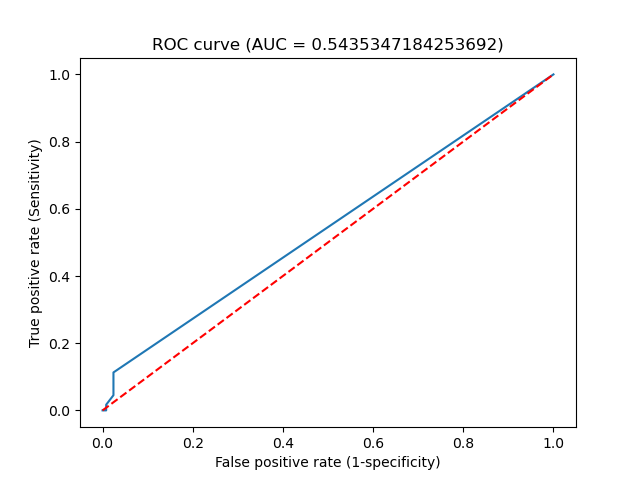 ROC curve (AUC = 0.5435347184253692)
True positive rate (Sensitivity)
1.0
0.8
0.6
0.4
0.2
0.0
0.0 0.2 0.4 0.6 0.8 1.0
False positive rate (1-specificity)